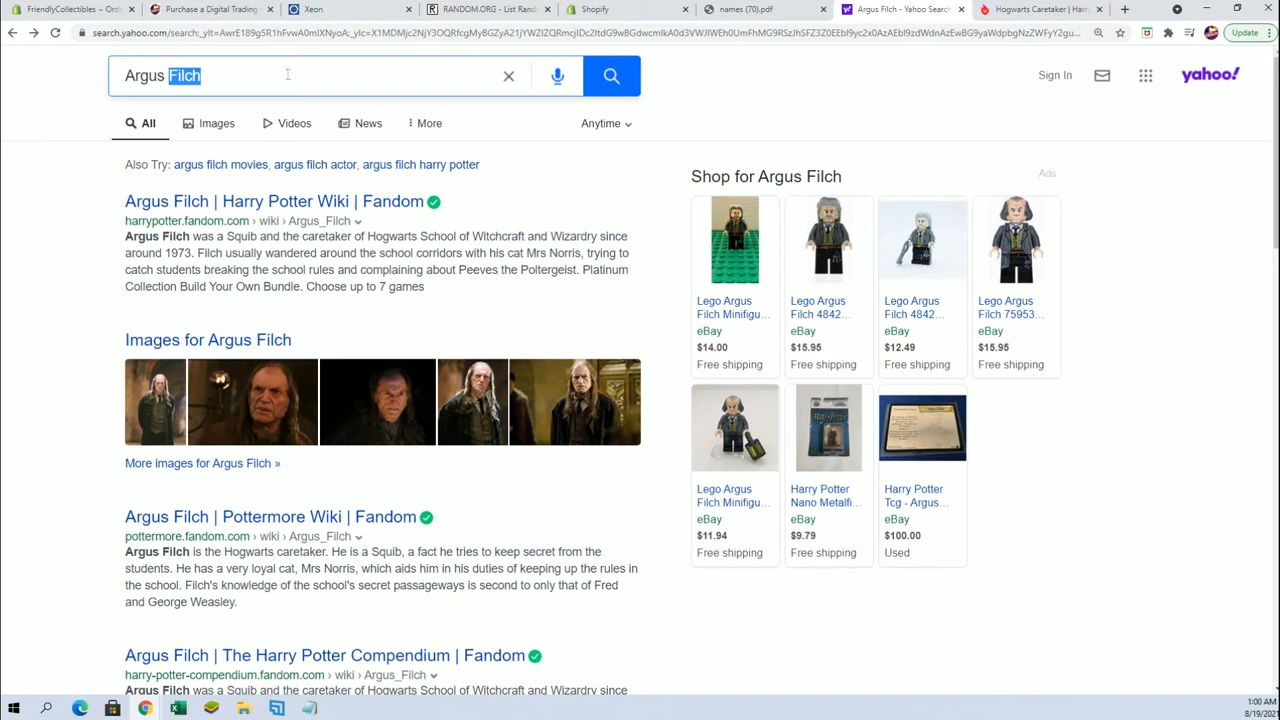 FriendlyCollectibles ~ Orders
Purchase a Digital Trading
Xeon
RANDOM.ORG - List Rand
Shopify
names (70).pdf
Argus Filch - Yahoo Search
Hogwarts Caretaker | Harry
Update
Argus Filch
Sign In
yahoo!
All
Images
Videos
News
More
Anytime
Also Try: argus filch movies, argus filch actor, argus filch harry potter
Argus Filch | Harry Potter Wiki | Fandom
harrypotter.fandom.com › wiki › Argus_Filch
Argus Filch was a Squib and the caretaker of Hogwarts School of Witchcraft and Wizardry since
around 1973. Filch usually wandered around the school corridors with his cat Mrs Norris, trying to
catch students breaking the school rules and complaining about Peeves the Poltergeist. Platinum
Collection Build Your Own Bundle. Choose up to 7 games
Images for Argus Filch
More images for Argus Filch »
Argus Filch | Pottermore Wiki | Fandom
pottermore.fandom.com › wiki › Argus_Filch
Argus Filch is the Hogwarts caretaker. He is a Squib, a fact he tries to keep secret from the
students. He has a very loyal cat, Mrs Norris, which aids him in his duties of keeping up the rules in
the school. Filch's knowledge of the school's secret passageways is second to only that of Fred
and George Weasley.
Argus Filch | The Harry Potter Compendium | Fandom
harry-potter-compendium.fandom.com › wiki › Argus_Filch
Argus Filch was a Squib and the caretaker of Hogwarts School of Witchcraft and Wizardry since
Shop for Argus Filch
Ads
Lego Argus
Filch Minifigu...
eBay
$14.00
Free shipping
Lego Argus
Filch 4842...
eBay
$15.95
Free shipping
Lego Argus
Filch 4842...
eBay
$12.49
Free shipping
Lego Argus
Filch 75953...
eBay
$15.95
Free shipping
Lego Argus
Filch Minifigu...
eBay
$11.94
Free shipping
Harry Potter
Nano Metalfi...
eBay
$9.79
Free shipping
Harry Potter
Tcg - Argus...
eBay
$100.00
Used
1:00 AM
8/19/2021